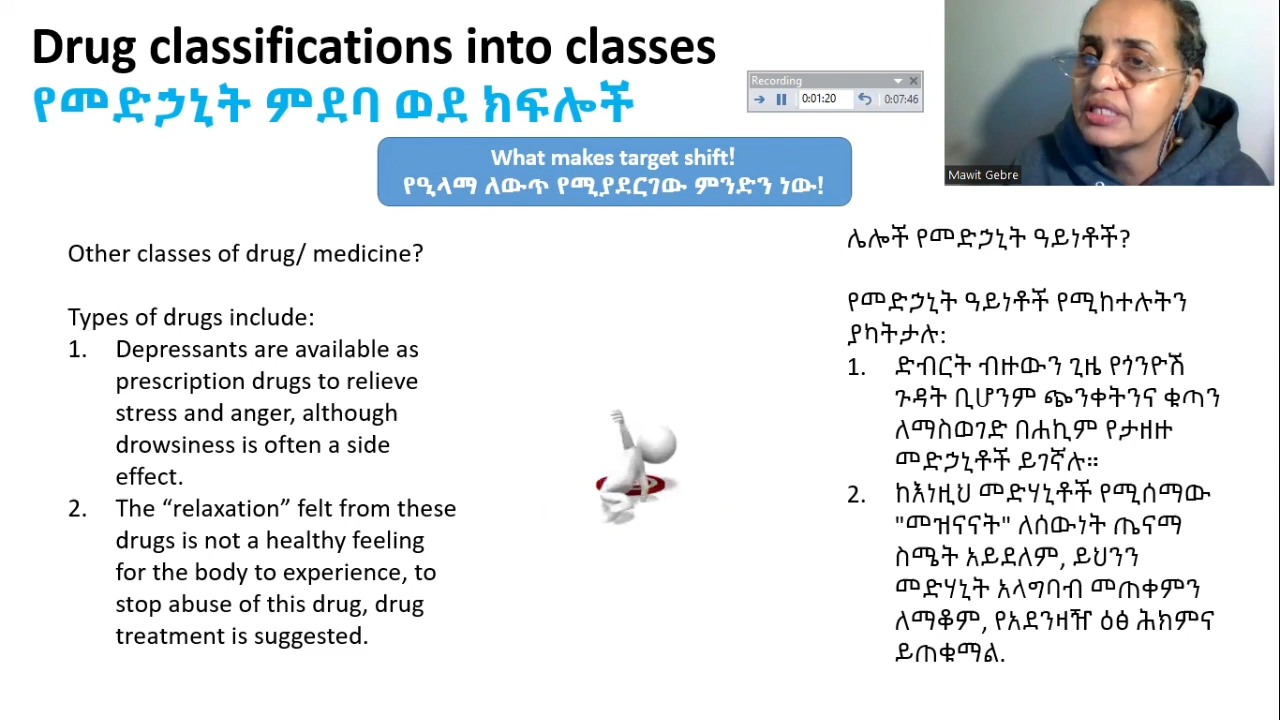 Drug classifications into classes
የመድኃኒት ምደባ ወደ ክፍሎች
Recording
0:01:20
0:07:46
Mawit Gebre
What makes target shift!
የዒላማ ለውጥ የሚያደርገው ምንድን ነው!
Other classes of drug/ medicine?
Types of drugs include:
1. Depressants are available as
prescription drugs to relieve
stress and anger, although
drowsiness is often a side
effect.
2. The “relaxation” felt from these
drugs is not a healthy feeling
for the body to experience, to
stop abuse of this drug, drug
treatment is suggested.
ሌሎች የመድኃኒት ዓይነቶች?
የመድኃኒት ዓይነቶች የሚከተሉትን
ያካትታሉ:
1. ድብርት ብዙውን ጊዜ የጎንዮሽ
ጉዳት ቢሆንም ጭንቀትንና ቁጣን
ለማስወገድ በሐኪም የታዘዙ
መድኃኒቶች ይገኛሉ።
2. ከእነዚህ መድሃኒቶች የሚሰማው
"መዝናናት" ለሰውነት ጤናማ
ስሜት አይደለም, ይህንን
መድሃኒት አላግባብ መጠቀምን
ለማቆም, የአደንዛዥ ዕፅ ሕክምና
ይጠቁማል.